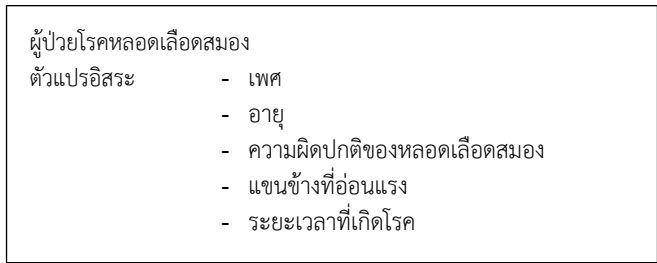 ผู้ป่วยโรคหลอดเลือดสมอง
ตัวแปรอิสระ - เพศ
- อายุ
- ความผิดปกติของหลอดเลือดสมอง
- แขนข้างที่อ่อนแรง
- ระยะเวลาที่เกิดโรค